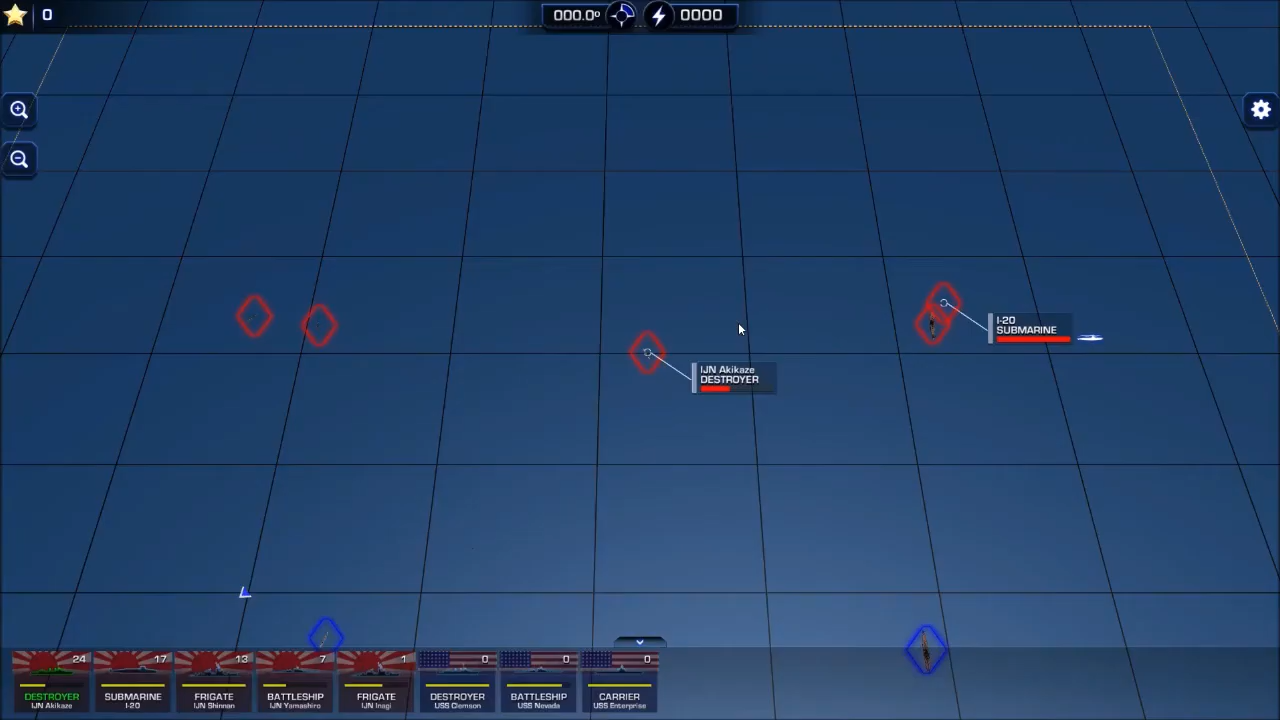 0
000.0º
0000
I-20
SUBMARINE
IJN Akikaze
DESTROYER
24
DESTROYER
IJN Akikaze
17
SUBMARINE
I-20
13
FRIGATE
IJN Shinnan
7
BATTLESHIP
IJN Yamashiro
1
FRIGATE
IJN Inagi
0
DESTROYER
USS Clemson
0
BATTLESHIP
USS Nevada
0
CARRIER
USS Enterprise